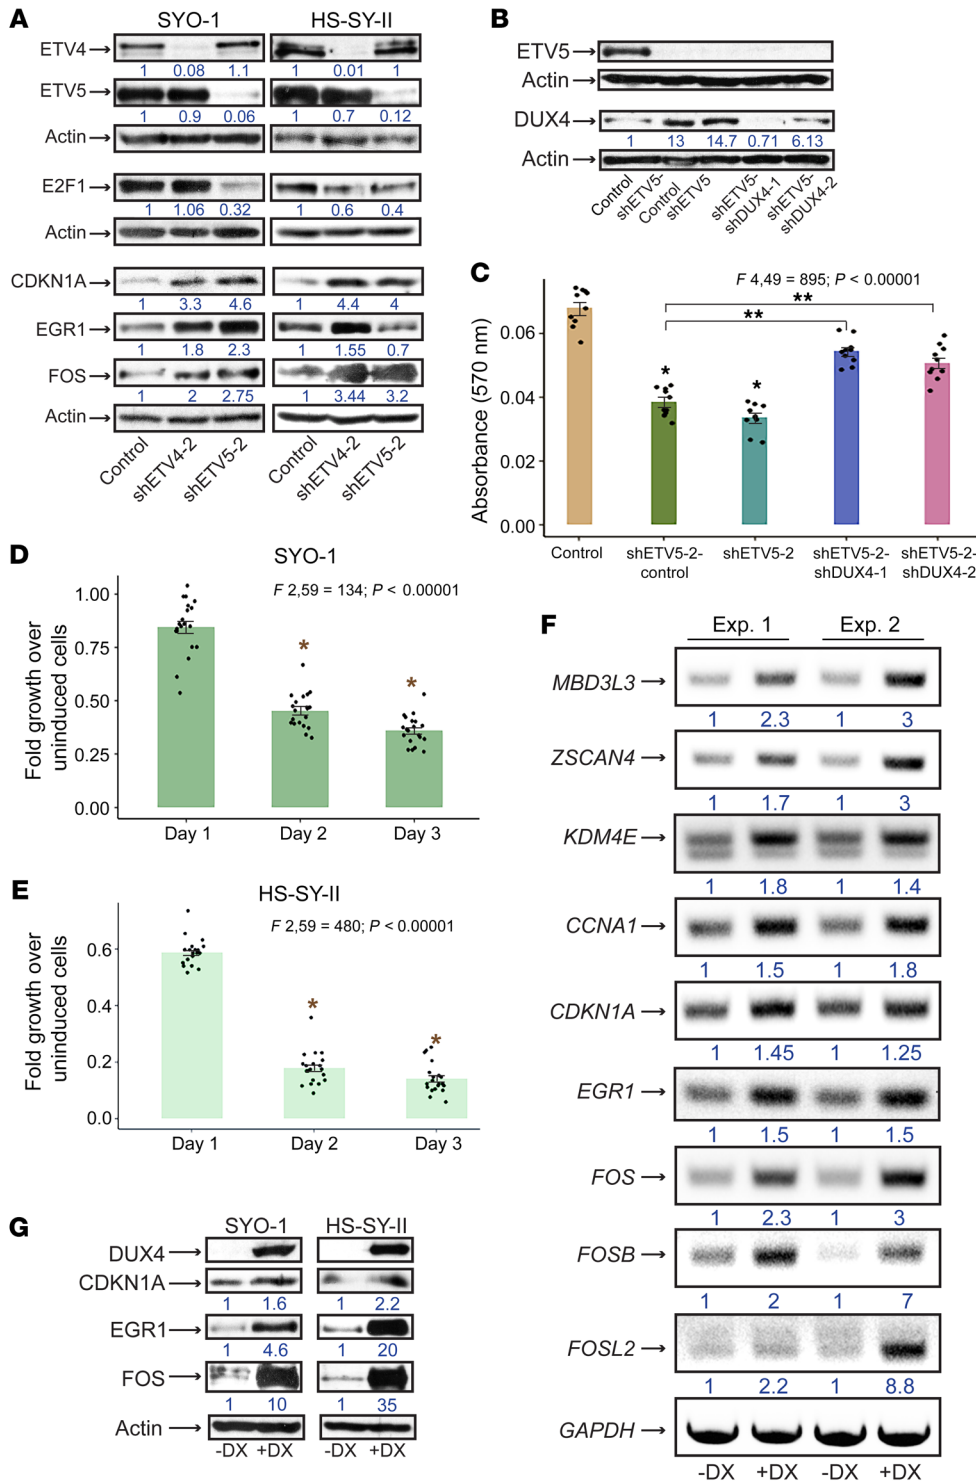 A
SYO-1 HS-SY-II
ETV4→
1 0.08 1.1 1 0.01 1
ETV5→
1 0.9 0.06 1 0.7 0.12
Actin→
E2F1→
1 1.06 0.32 1 0.6 0.4
Actin→
CDKN1A→
1 3.3 4.6 1 4.4 4
EGR1→
1 1.8 2.3 1 1.55 0.7
FOS→
1 2 2.75 1 3.44 3.2
Actin→
Control shETV4-2 shETV5-2 Control shETV4-2 shETV5-2
B
ETV5→
Actin→
DUX4→
1 13 14.7 0.71 6.13
Actin→
Control shETV5-Control shETV5 shETV5-shDUX4-1 shETV5-shDUX4-2
C
F 4,49 = 895; P < 0.00001
**
**
* *
Absorbance (570 nm)
0.06
0.04
0.02
0.00
Control shETV5-2-control shETV5-2 shETV5-2-shDUX4-1 shETV5-2-shDUX4-2
D
SYO-1
F 2,59 = 134; P < 0.00001
* *
Fold growth over
uninduced cells
1.00
0.75
0.50
0.25
0.00
Day 1 Day 2 Day 3
E
HS-SY-II
F 2,59 = 480; P < 0.00001
* *
Fold growth over
uninduced cells
0.6
0.4
0.2
0.0
Day 1 Day 2 Day 3
F
Exp. 1 Exp. 2
MBD3L3→
1 2.3 1 3
ZSCAN4→
1 1.7 1 3
KDM4E→
1 1.8 1 1.4
CCNA1→
1 1.5 1 1.8
CDKN1A→
1 1.45 1 1.25
EGR1→
1 1.5 1 1.5
FOS→
1 2.3 1 3
FOSB→
1 2 1 7
FOSL2→
1 2.2 1 8.8
GAPDH→
-DX +DX -DX +DX
G
SYO-1 HS-SY-II
DUX4→
CDKN1A→
1 1.6 1 2.2
EGR1→
1 4.6 1 20
FOS→
1 10 1 35
Actin→
-DX +DX -DX +DX